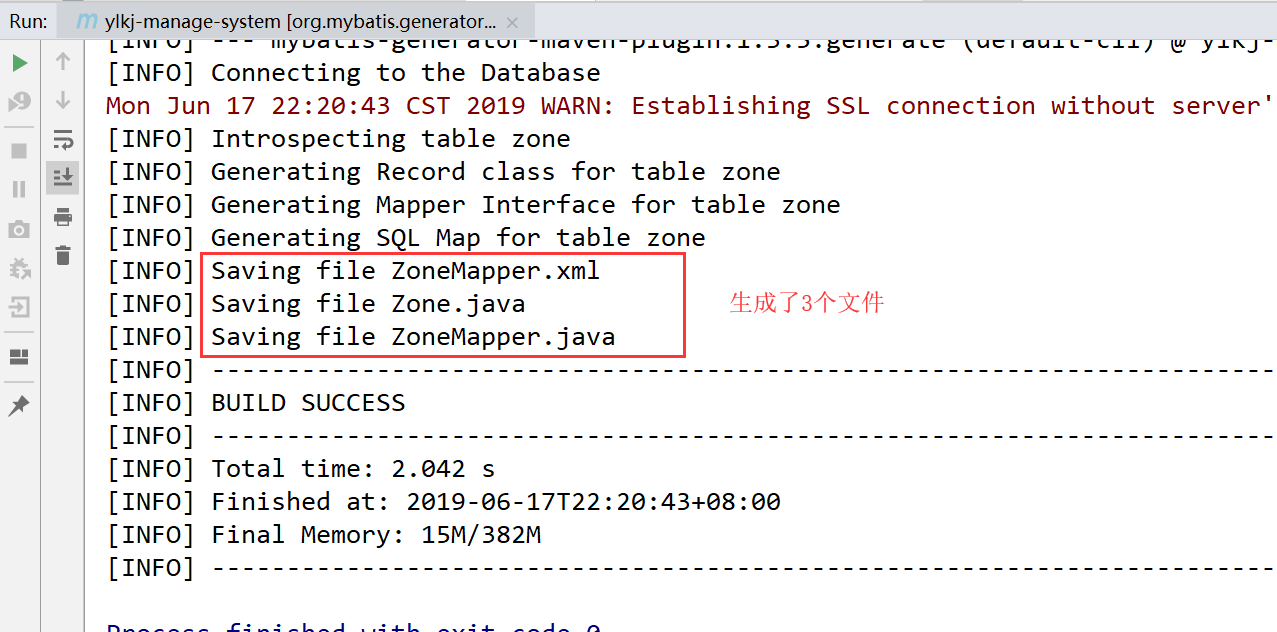 Run: ylkj-manage-system [org.mybatis.generator...
[INFO] --- mybatis-generator-maven-plugin:1.3.5:generate (default-cli) @ ylkj-
[INFO] Connecting to the Database
Mon Jun 17 22:20:43 CST 2019 WARN: Establishing SSL connection without server'
[INFO] Introspecting table zone
[INFO] Generating Record class for table zone
[INFO] Generating Mapper Interface for table zone
[INFO] Generating SQL Map for table zone
[INFO] Saving file ZoneMapper.xml
[INFO] Saving file Zone.java
生成了3个文件
[INFO] Saving file ZoneMapper.java
[INFO] -----------------------------------------------------------------------
[INFO] BUILD SUCCESS
[INFO] -----------------------------------------------------------------------
[INFO] Total time: 2.042 s
[INFO] Finished at: 2019-06-17T22:20:43+08:00
[INFO] Final Memory: 15M/382M
[INFO] -----------------------------------------------------------------------
Process finished with exit code 0